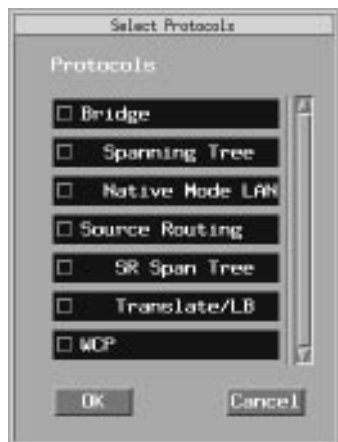 Select Protocols
Protocols
Bridge
Spanning Tree
Native Mode LAN
Source Routing
SR Span Tree
Translate/LB
WCP
OK
Cancel